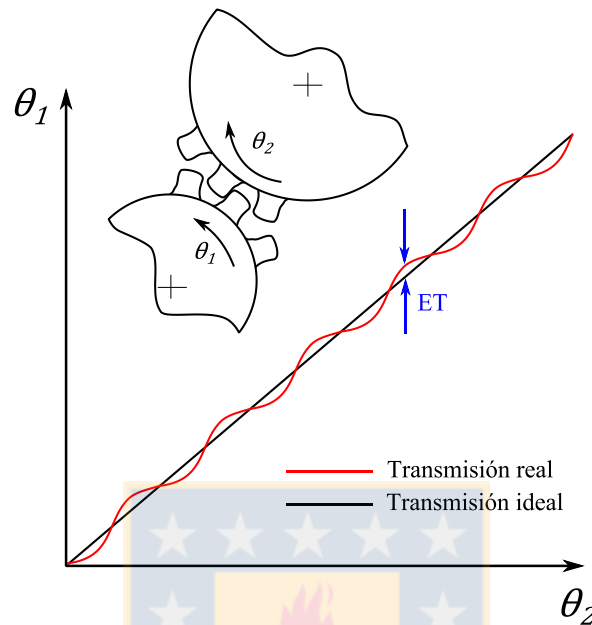 θ1
θ2
θ1
ET
Transmisión real
Transmisión ideal
θ2